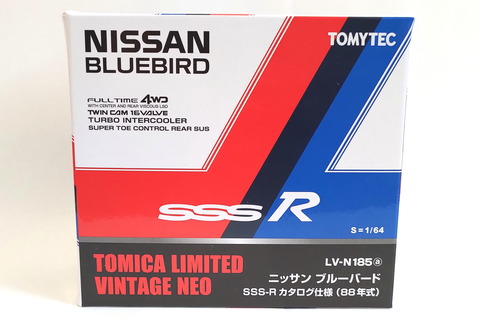 NISSAN
BLUEBIRD
TOMYTEC
FULLTIME 4WD
WITH CENTER AND REAR VISCOUS LSD
TWIN CAM 16VALVE
TURBO INTERCOOLER
SUPER TOE CONTROL REAR SUS
SSS R
S=1/64
TOMICA LIMITED
VINTAGE NEO
LV-N185ⓐ
ニッサン ブルーバード
SSS-R カタログ仕様 (88年式)